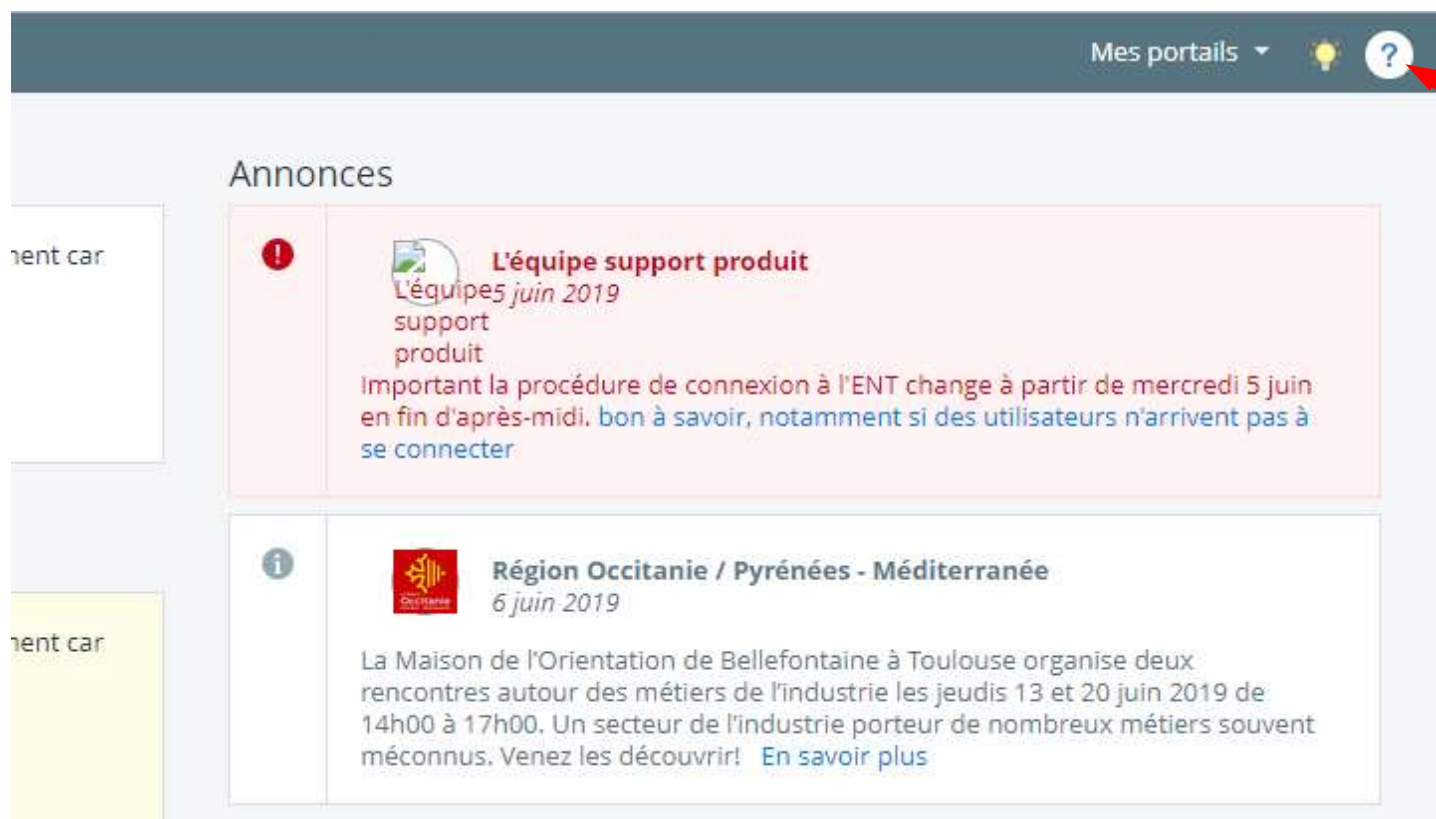 Mes portails
?
Annonces
ment car
L'équipe support produit
5 juin 2019
L'équipe
support
produit
Important la procédure de connexion à l'ENT change à partir de mercredi 5 juin
en fin d'après-midi. bon à savoir, notamment si des utilisateurs n'arrivent pas à
se connecter
Occitanie
Région Occitanie / Pyrénées - Méditerranée
6 juin 2019
ment car
La Maison de l'Orientation de Bellefontaine à Toulouse organise deux
rencontres autour des métiers de l'industrie les jeudis 13 et 20 juin 2019 de
14h00 à 17h00. Un secteur de l'industrie porteur de nombreux métiers souvent
méconnus. Venez les découvrir! En savoir plus